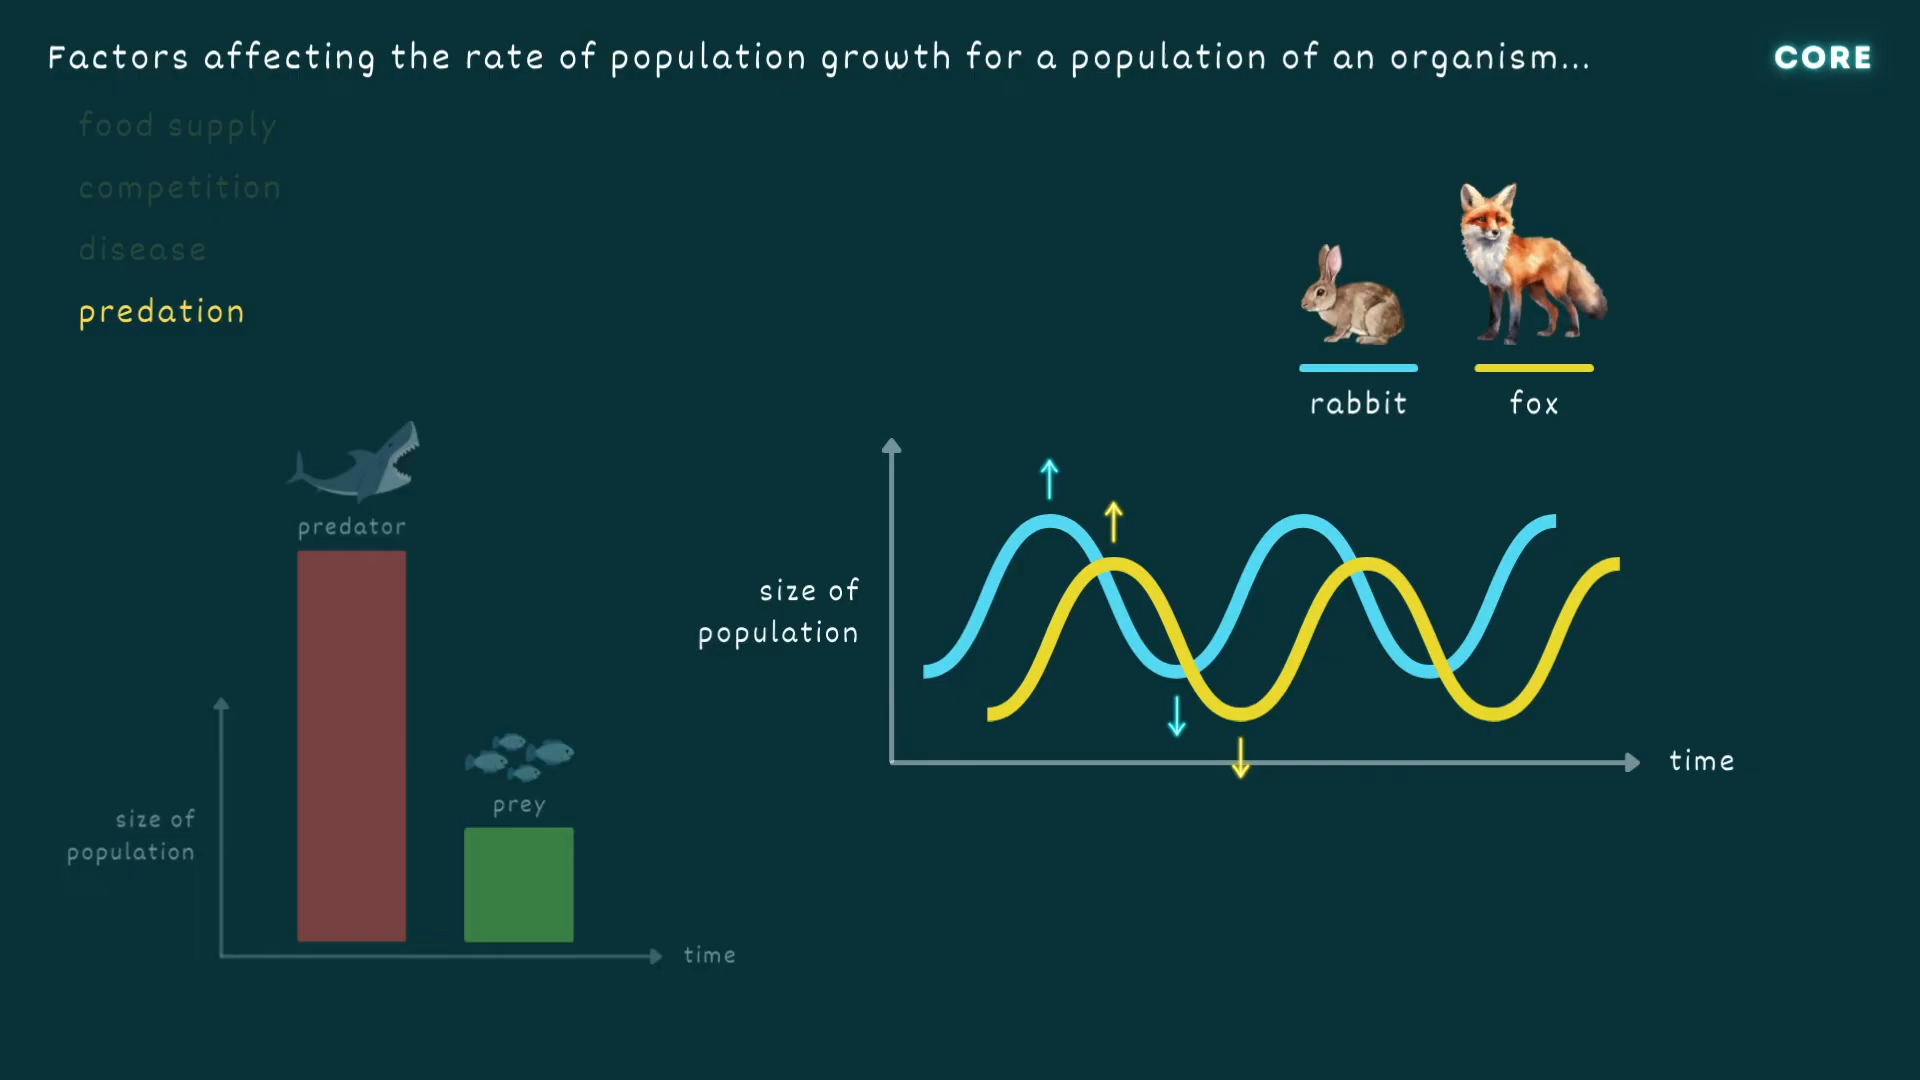 Factors affecting the rate of population growth for a population of an organism...
CORE
food supply
competition
disease
predation
rabbit
fox
size of
population
time
predator
prey
size of
population
time